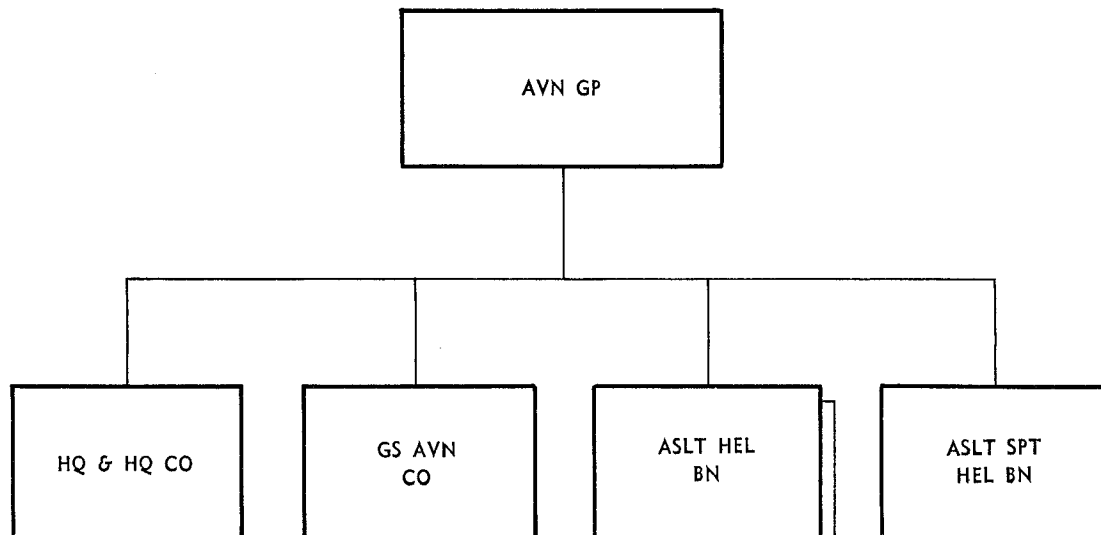 AVN GP
HQ & HQ CO
GS AVN
CO
ASLT HEL
BN
ASLT SPT
HEL BN